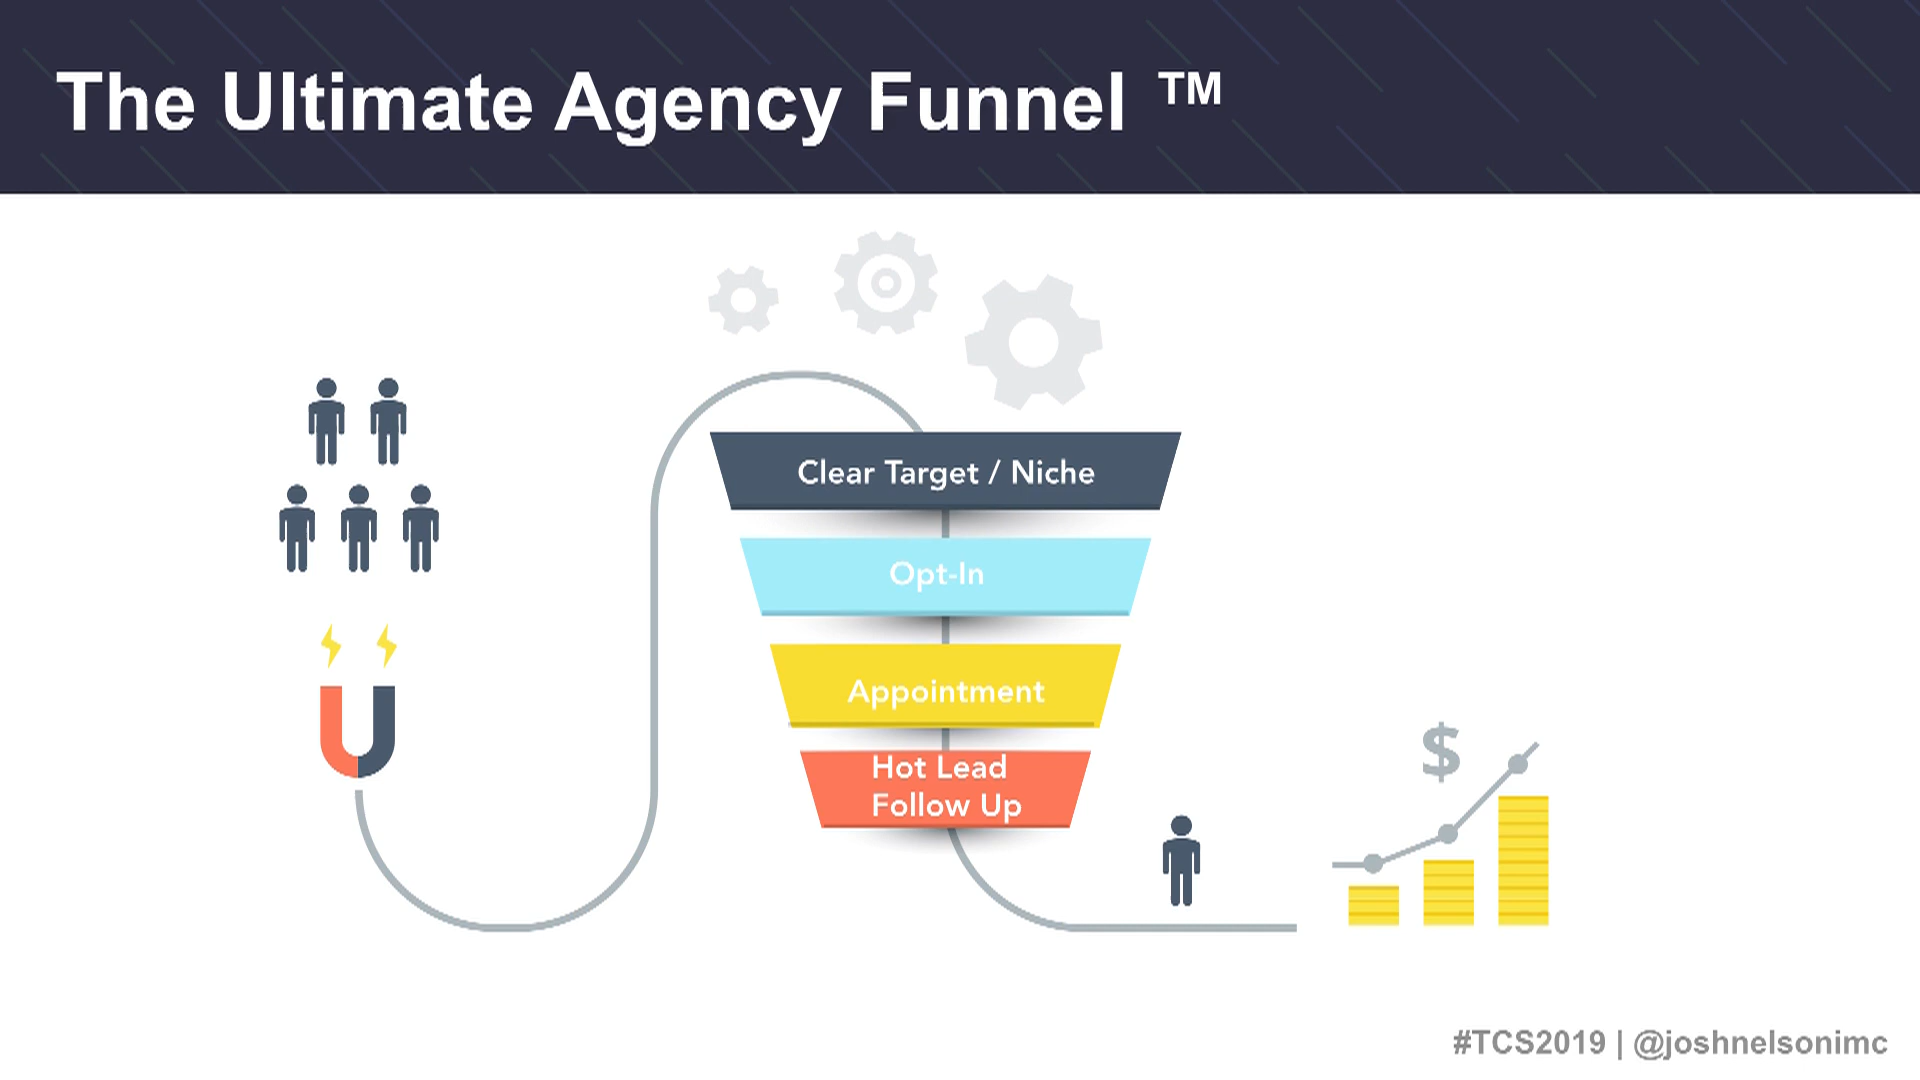 The Ultimate Agency Funnel ™
Clear Target / Niche
Opt-In
Appointment
Hot Lead
Follow Up
$
#TCS2019 | @joshnelsonimc